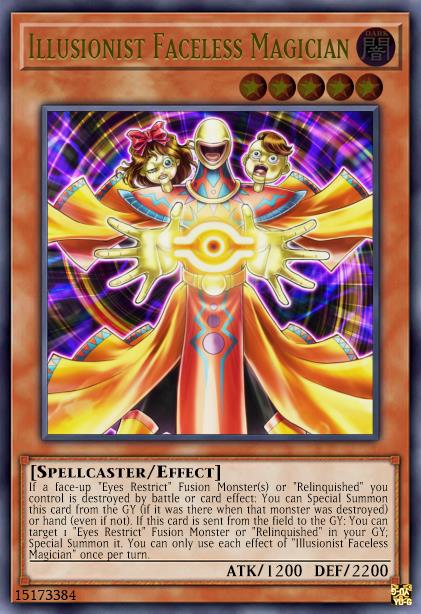 ILLUSIONIST FACELESS MAGICIAN
DARK
闇
[SPELLCASTER/EFFECT]
If a face-up "Eyes Restrict" Fusion Monster(s) or "Relinquished" you
control is destroyed by battle or card effect: You can Special Summon
this card from the GY (if it was there when that monster was destroyed)
or hand (even if not). If this card is sent from the field to the GY: You can
target 1 "Eyes Restrict" Fusion Monster or "Relinquished" in your GY;
Special Summon it. You can only use each effect of "Illusionist Faceless
Magician" once per turn.
ATK/1200 DEF/2200
15173384